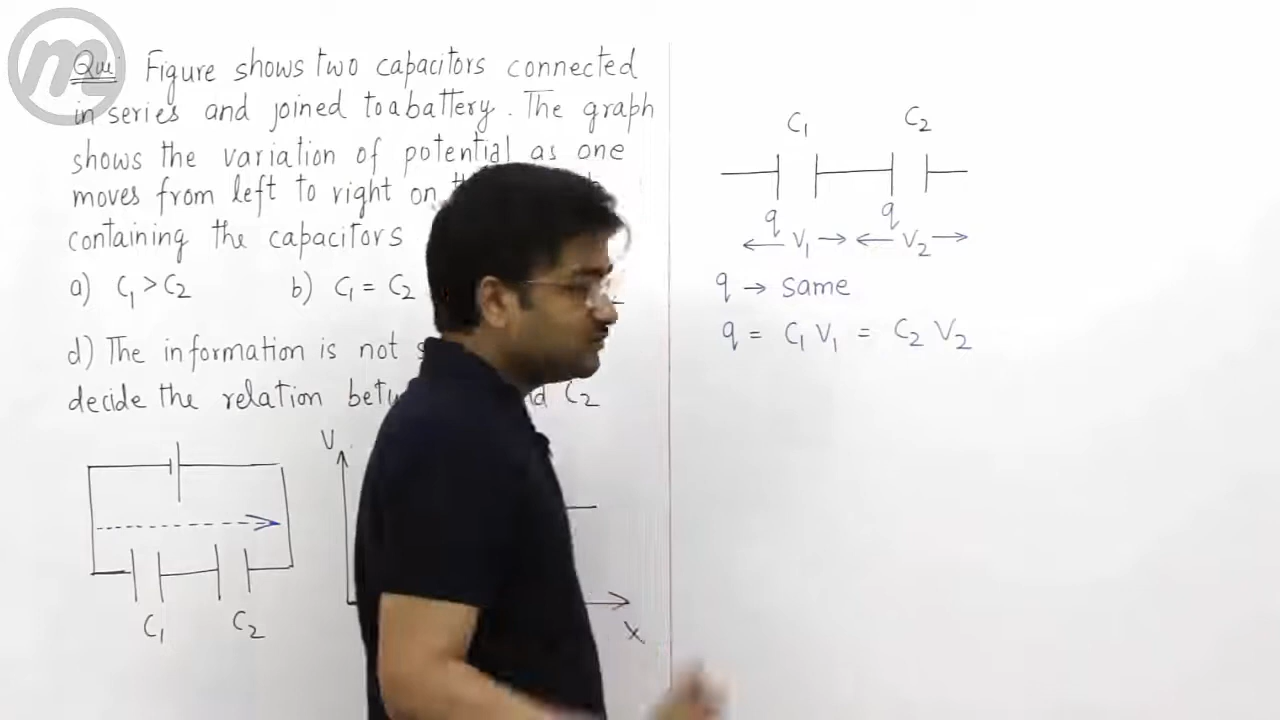 m
Que: Figure shows two capacitors connected
in series and joined to a battery. The graph
shows the variation of potential as one
moves from left to right on
containing the capacitors
a) C₁ > C₂ b) C₁ = C₂
d) The information is not
decide the relation C₂
V
X
C₁ C₂
C₁ C₂
q q
V₁ V₂
q → same
q = C₁ V₁ = C₂ V₂